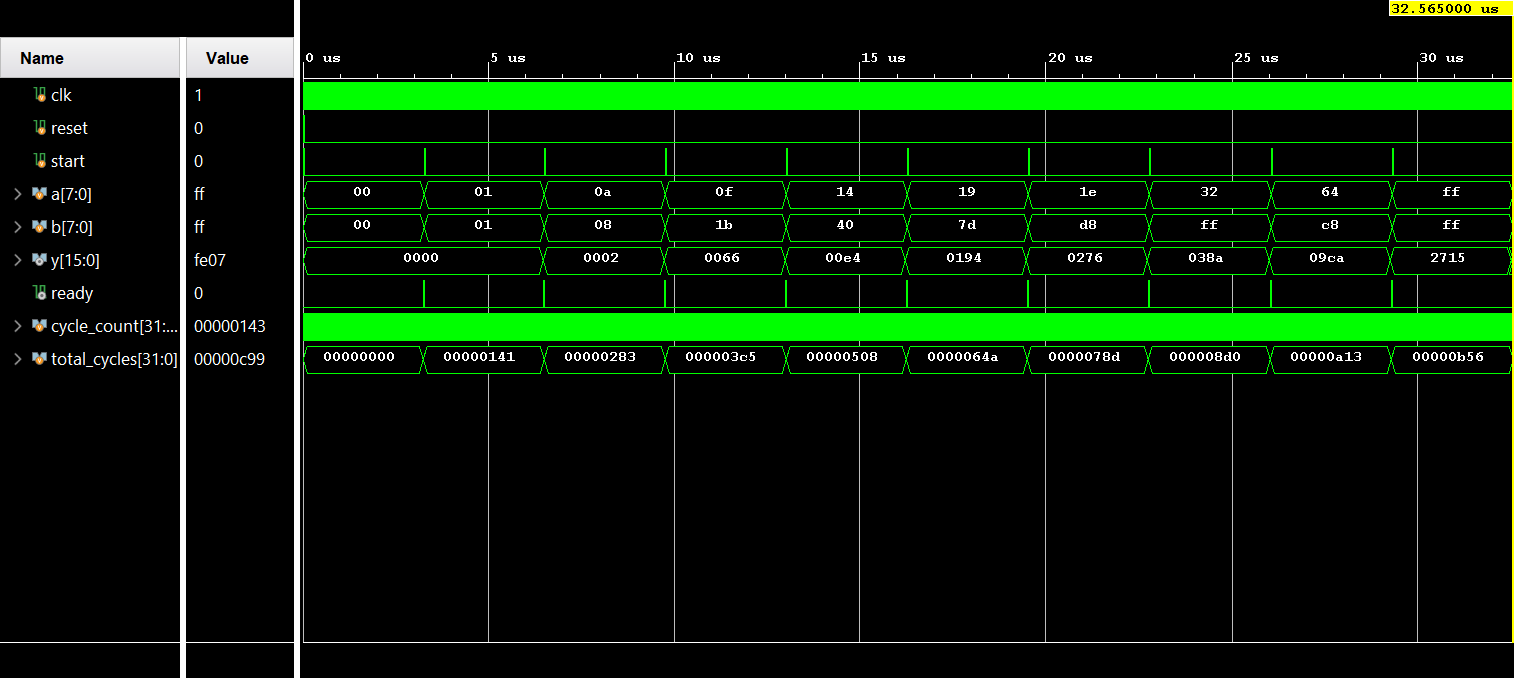 32.565000 us
Name Value
0 us 5 us 10 us 15 us 20 us 25 us 30 us
clk 1
reset 0
start 0
a[7:0] ff 00 01 0a 0f 14 19 1e 32 64 ff
b[7:0] ff 00 01 08 1b 40 7d d8 ff c8 ff
y[15:0] fe07 0000 0002 0066 00e4 0194 0276 038a 09ca 2715
ready 0
cycle_count[31:... 00000143
total_cycles[31:0] 00000c99 00000000 00000141 00000283 000003c5 00000508 0000064a 0000078d 000008d0 00000a13 00000b56